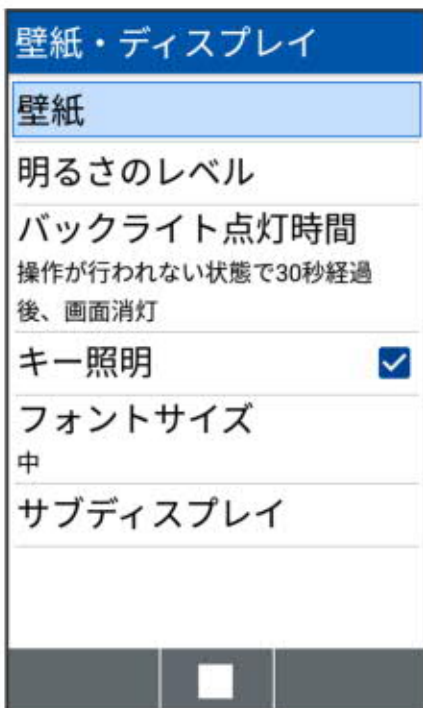 壁紙・ディスプレイ
壁紙
明るさのレベル
バックライト点灯時間
操作が行われない状態で30秒経過
後、画面消灯
キー照明
フォントサイズ
中
サブディスプレイ